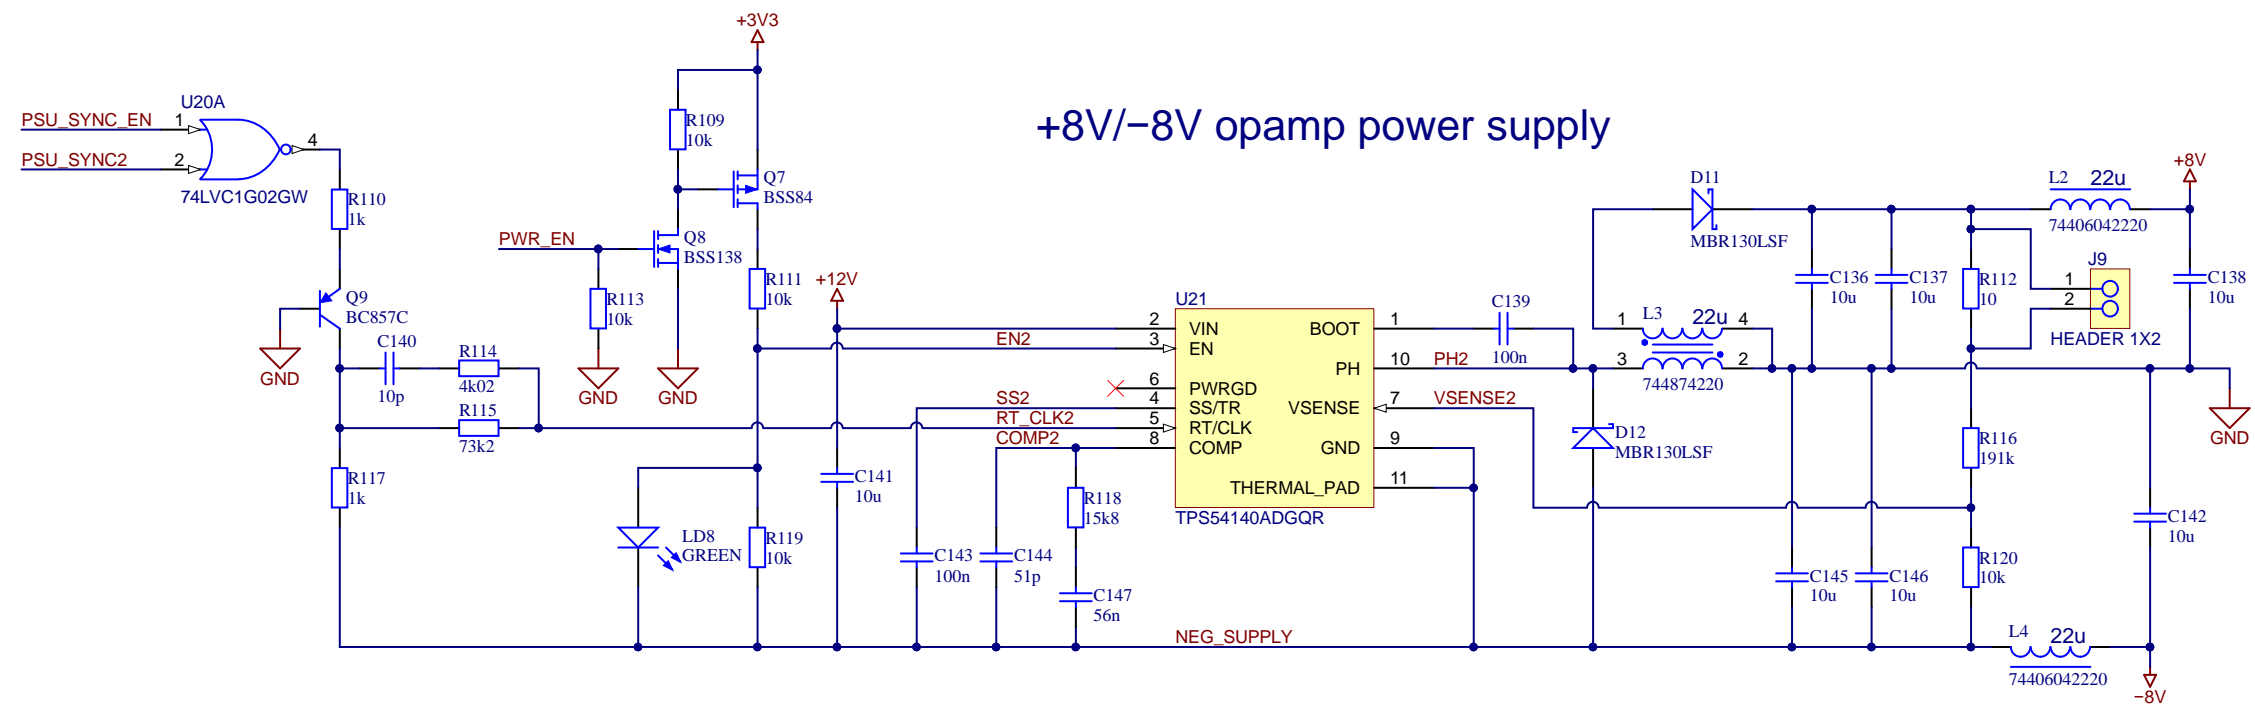 +3V3
U20A
PSU_SYNC_EN
1
4
PSU_SYNC2
2
74LVC1G02GW
R110
1k
R109
10k
Q7
BSS84
+8V/−8V opamp power supply
PWR_EN
Q8
BSS138
R111
10k
R113
10k
GND
GND
Q9
BC857C
GND
C140
10p
R114
4k02
R115
73k2
R117
1k
+12V
U21
2
VIN
3
EN
EN2
6
PWRGD
SS2
4
SS/TR
RT_CLK2
5
RT/CLK
COMP2
8
COMP
BOOT
1
PH
10
PH2
VSENSE
7
VSENSE2
GND
9
THERMAL_PAD
11
TPS54140ADGQR
C139
100n
D11
MBR130LSF
1
L3
22u
4
3
2
744874220
D12
MBR130LSF
C136
10u
C137
10u
R112
10
L2
22u
74406042220
+8V
J9
1
2
HEADER 1X2
C138
10u
GND
R116
191k
R120
10k
C142
10u
C145
10u
C146
10u
L4
22u
74406042220
−8V
LD8
GREEN
R119
10k
C141
10u
C143
100n
C144
51p
R118
15k8
C147
56n
NEG_SUPPLY